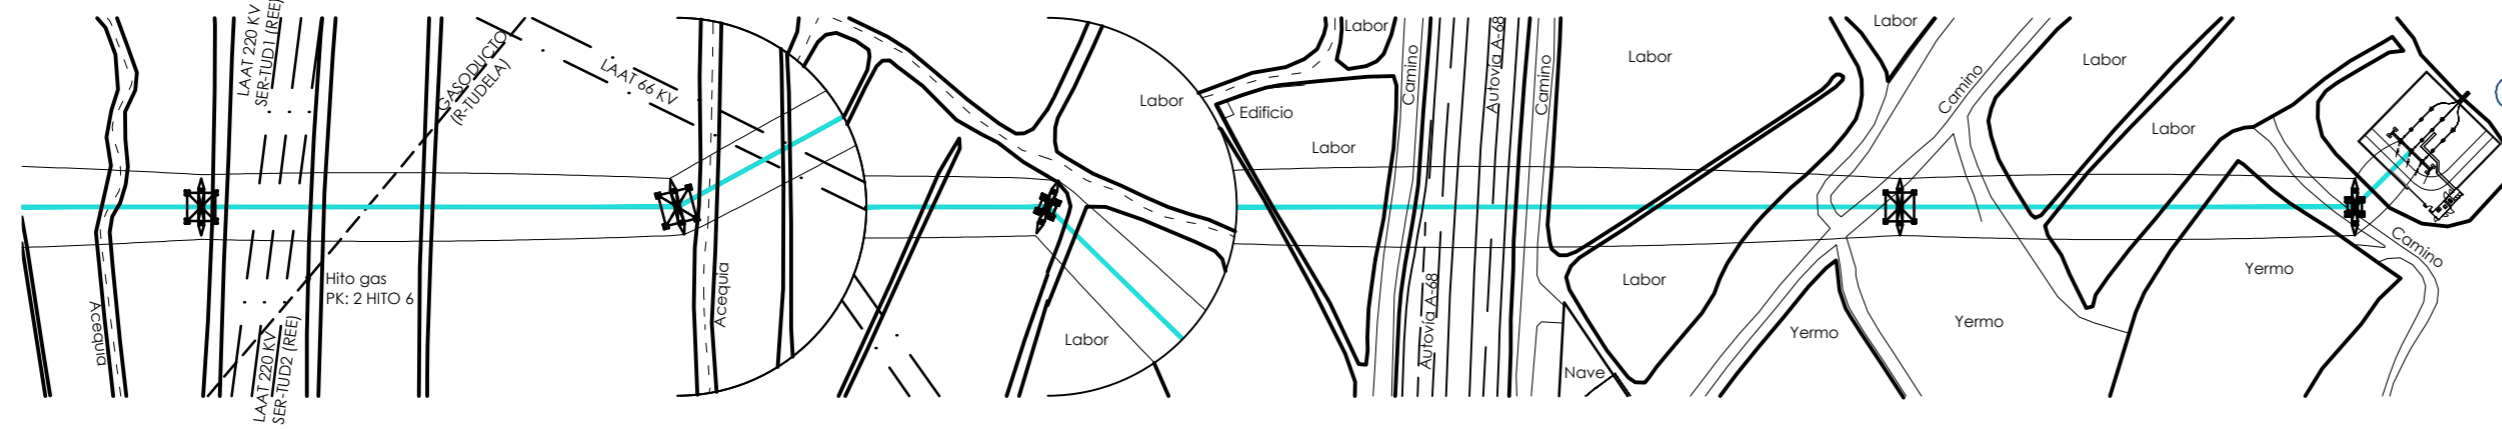 LAAT 220 KV
SER-TUD1 (REE)
GASODUCTO
(R-TUDELA)
LAAT 66 KV
Acequia
Hito gas
PK: 2 HITO 6
LAAT 220 KV
SER-TUD2 (REE)
Acequia
Labor
Labor
Edificio
Labor
Labor
Camino
Autovía A-68
Autovía A-68
Camino
Labor
Labor
Nave
Labor
Camino
Yermo
Yermo
Labor
Labor
Yermo
Camino